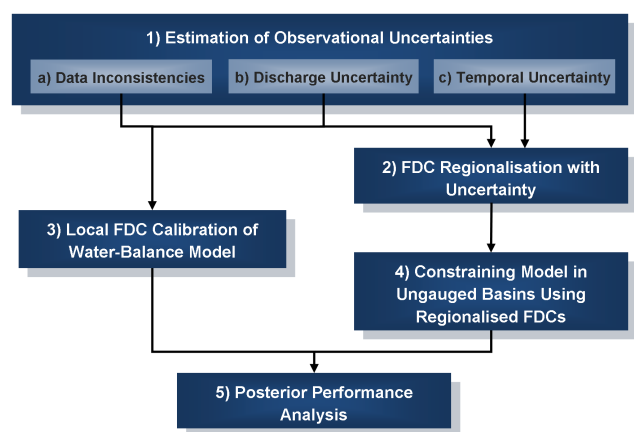 1) Estimation of Observational Uncertainties
a) Data Inconsistencies
b) Discharge Uncertainty
c) Temporal Uncertainty
2) FDC Regionalisation with
Uncertainty
3) Local FDC Calibration of
Water-Balance Model
4) Constraining Model in
Ungauged Basins Using
Regionalised FDCs
5) Posterior Performance
Analysis